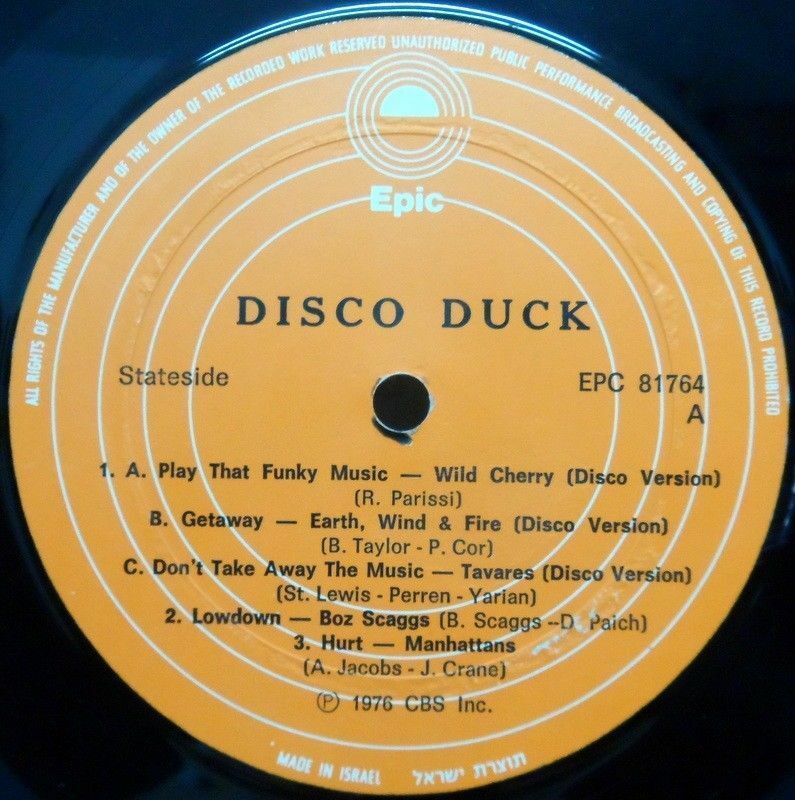 ALL RIGHTS OF THE MANUFACTURER AND OF THE OWNER OF THE RECORDED WORK RESERVED UNAUTHORIZED PUBLIC PERFORMANCE BROADCASTING AND COPYING OF THIS RECORD PROHIBITED
Epic
DISCO DUCK
Stateside
EPC 81764
A
1. A. Play That Funky Music — Wild Cherry (Disco Version)
(R. Parissi)
B. Getaway — Earth, Wind & Fire (Disco Version)
(B. Taylor - P. Cor)
C. Don't Take Away The Music — Tavares (Disco Version)
(St. Lewis - Perren - Yarian)
2. Lowdown — Boz Scaggs (B. Scaggs --D. Paich)
3. Hurt — Manhattans
(A. Jacobs - J. Crane)
Ⓟ 1976 CBS Inc.
MADE IN ISRAEL תוצרת ישראל